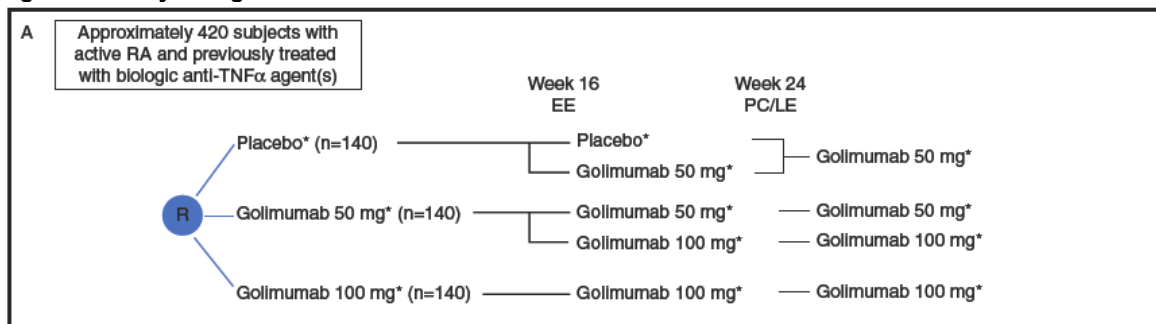 A
Approximately 420 subjects with
active RA and previously treated
with biologic anti-TNFα agent(s)
Week 16
EE
Week 24
PC/LE
Placebo* (n=140)
Placebo*
Golimumab 50 mg*
Golimumab 50 mg*
R
Golimumab 50 mg* (n=140)
Golimumab 50 mg*
Golimumab 50 mg*
Golimumab 100 mg*
Golimumab 100 mg*
Golimumab 100 mg* (n=140)
Golimumab 100 mg*
Golimumab 100 mg*